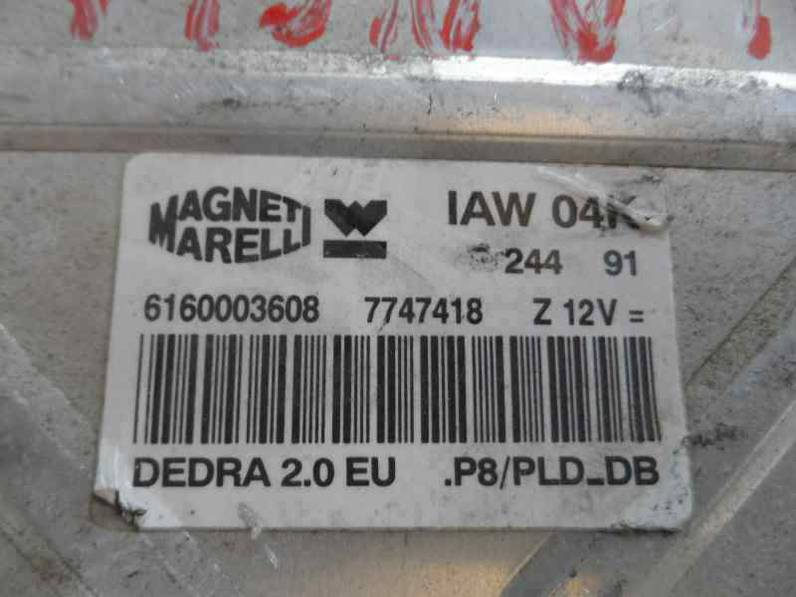 MAGNETI MARELLI W IAW 04K
244 91
6160003608 7747418 Z 12V =
DEDRA 2.0 EU .P8/PLD_DB